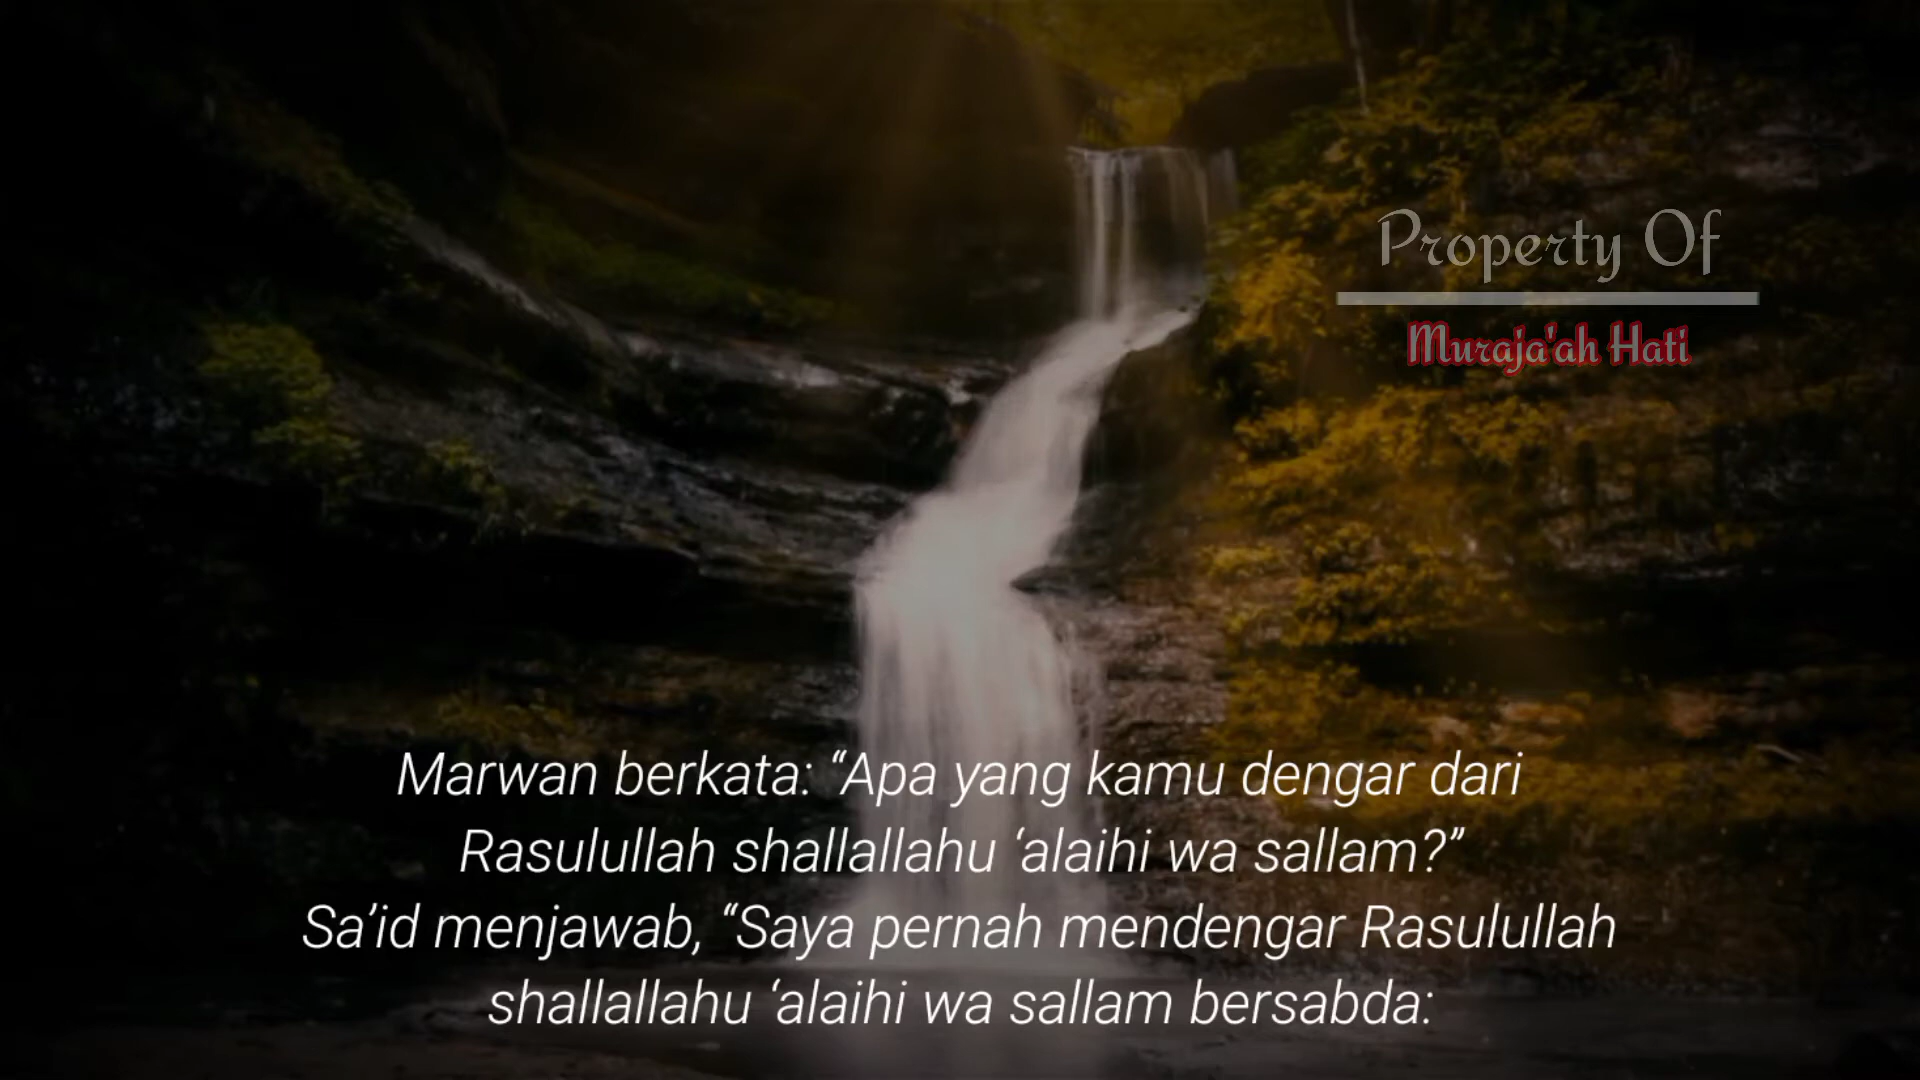 Property Of
Muraja'ah Hati
Marwan berkata: “Apa yang kamu dengar dari
Rasulullah shallallahu ‘alaihi wa sallam?”
Sa’id menjawab, “Saya pernah mendengar Rasulullah
shallallahu ‘alaihi wa sallam bersabda: